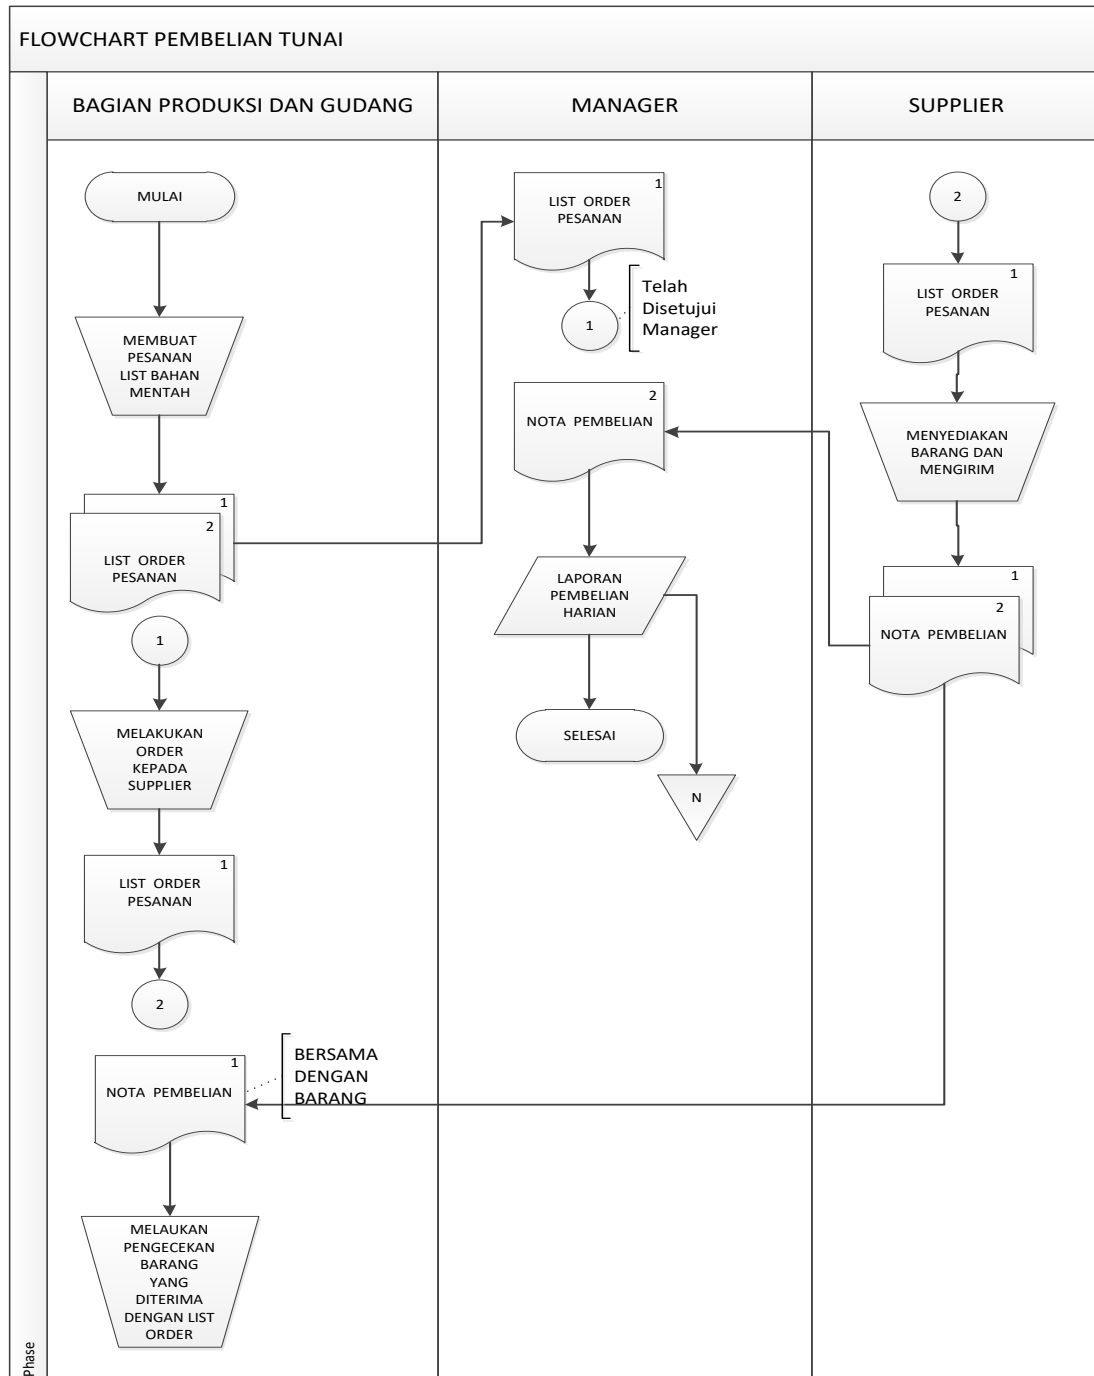 FLOWCHART PEMBELIAN TUNAI
BAGIAN PRODUKSI DAN GUDANG
MANAGER
SUPPLIER
MULAI
MEMBUAT
PESANAN
LIST BAHAN
MENTAH
1
2
LIST ORDER
PESANAN
1
MELAKUKAN
ORDER
KEPADA
SUPPLIER
1
LIST ORDER
PESANAN
2
1
NOTA PEMBELIAN
BERSAMA
DENGAN
BARANG
MELAUKAN
PENGECEKAN
BARANG
YANG
DITERIMA
DENGAN LIST
ORDER
1
LIST ORDER
PESANAN
1
Telah
Disetujui
Manager
2
NOTA PEMBELIAN
LAPORAN
PEMBELIAN
HARIAN
SELESAI
N
2
1
LIST ORDER
PESANAN
MENYEDIAKAN
BARANG DAN
MENGIRIM
1
2
NOTA PEMBELIAN
Phase